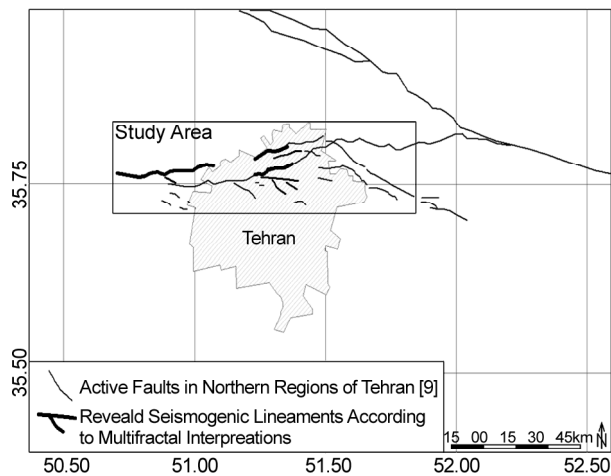 Study Area
35.75
Tehran
35.50
Active Faults in Northern Regions of Tehran [9]
Reveald Seismogenic Lineaments According
to Multifractal Interpreations
15 00 15 30 45km N
50.50 51.00 51.50 52.00 52.50